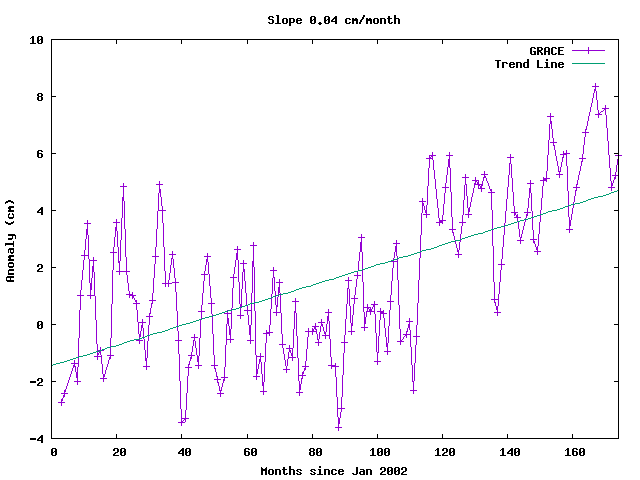 Slope 0.04 cm/month
10
8
6
4
2
0
-2
-4
Anomaly (cm)
GRACE
Trend Line
0 20 40 60 80 100 120 140 160
Months since Jan 2002